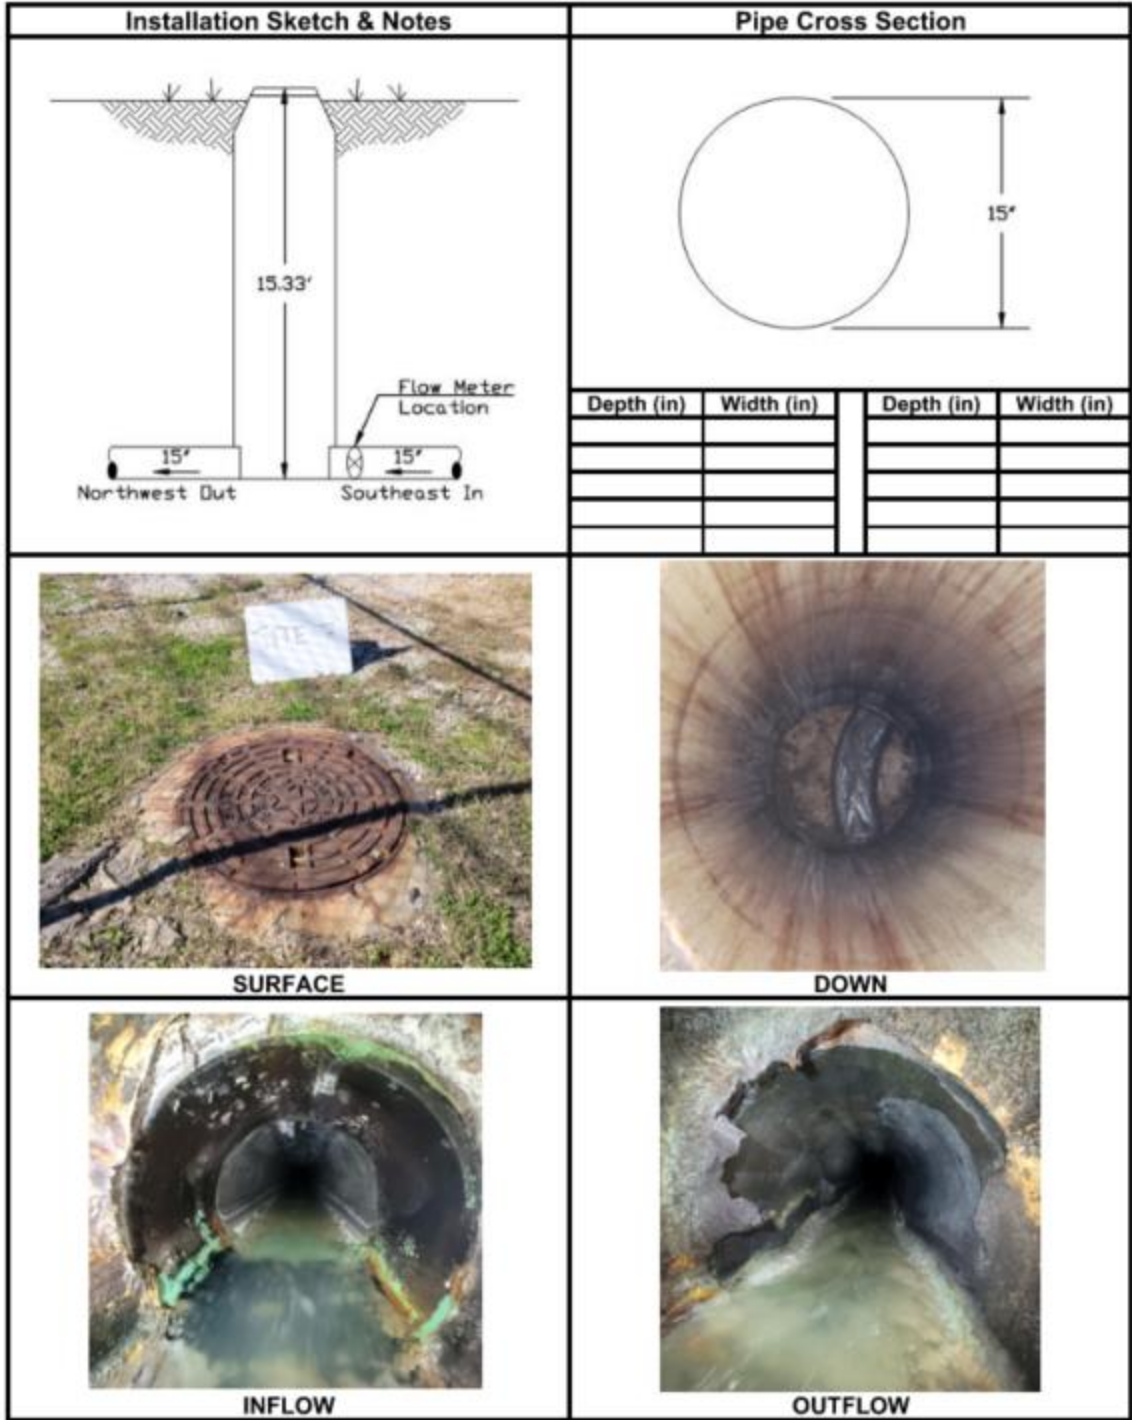 Installation Sketch & Notes
Pipe Cross Section
15.33'
Flow Meter
Location
15"
15"
Northwest Out
Southeast In
15"
Depth (in)
Width (in)
Depth (in)
Width (in)
SITE
SURFACE
DOWN
INFLOW
OUTFLOW